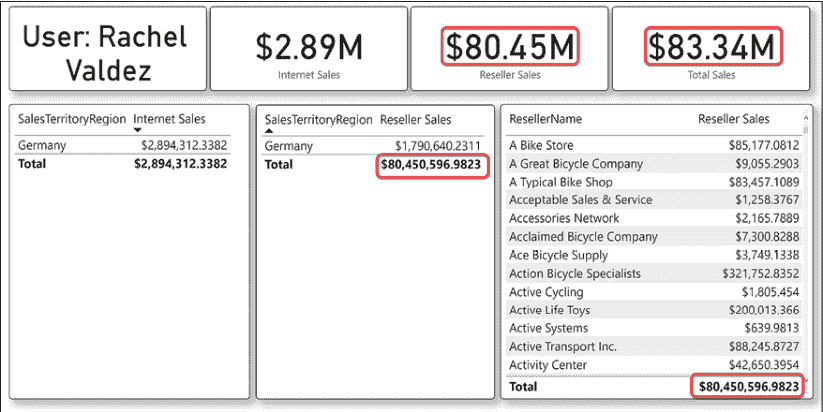 User: Rachel
Valdez
$2.89M
Internet Sales
$80.45M
Reseller Sales
$83.34M
Total Sales
SalesTerritoryRegion Internet Sales
Germany $2,894,312.3382
Total $2,894,312.3382
SalesTerritoryRegion Reseller Sales
Germany $1,790,640.2311
Total $80,450,596.9823
ResellerName Reseller Sales
A Bike Store $85,177.0812
A Great Bicycle Company $9,055.2903
A Typical Bike Shop $83,457.1089
Acceptable Sales & Service $1,258.3767
Accessories Network $2,165.7889
Acclaimed Bicycle Company $7,300.8288
Ace Bicycle Supply $3,749.1338
Action Bicycle Specialists $321,752.8352
Active Cycling $1,805.454
Active Life Toys $200,013.366
Active Systems $639.9813
Active Transport Inc. $88,245.8727
Activity Center $42,650.3954
Total $80,450,596.9823